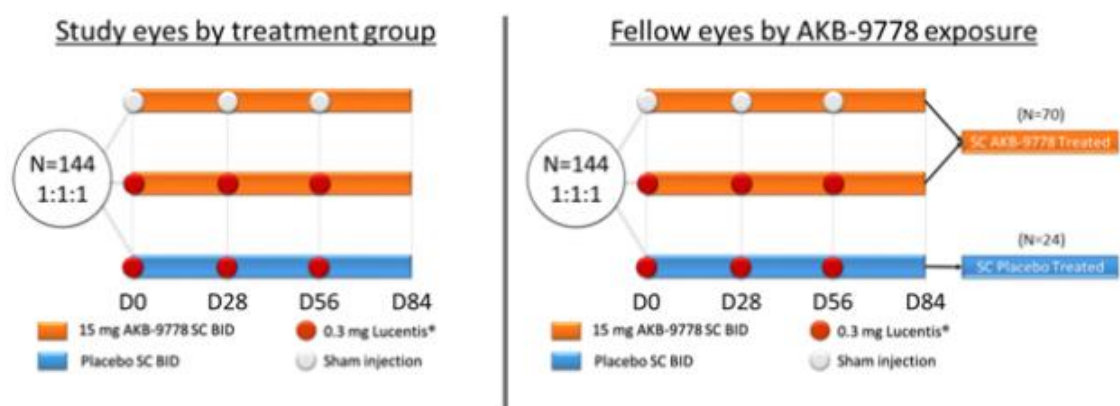 Study eyes by treatment group
N=144
1:1:1
D0 D28 D56 D84
15 mg AKB-9778 SC BID
0.3 mg Lucentis®
Placebo SC BID
Sham injection
Fellow eyes by AKB-9778 exposure
N=144
1:1:1
(N=70)
SC AKB-9778 Treated
(N=24)
SC Placebo Treated
D0 D28 D56 D84
15 mg AKB-9778 SC BID
0.3 mg Lucentis®
Placebo SC BID
Sham injection